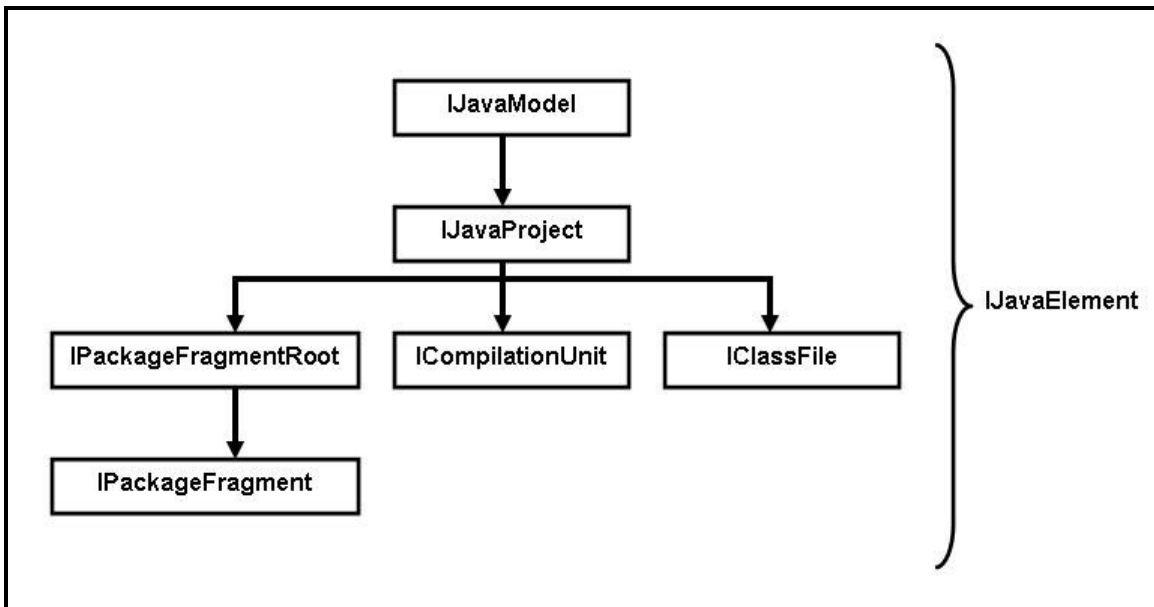 IJavaModel
IJavaProject
IJavaElement
IPackageFragmentRoot
ICompilationUnit
IClassFile
IPackageFragment